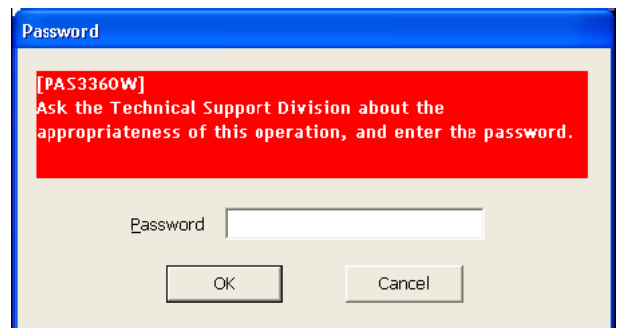 Password
[PAS3360W]
Ask the Technical Support Division about the
appropriateness of this operation, and enter the password.
Password
OK
Cancel